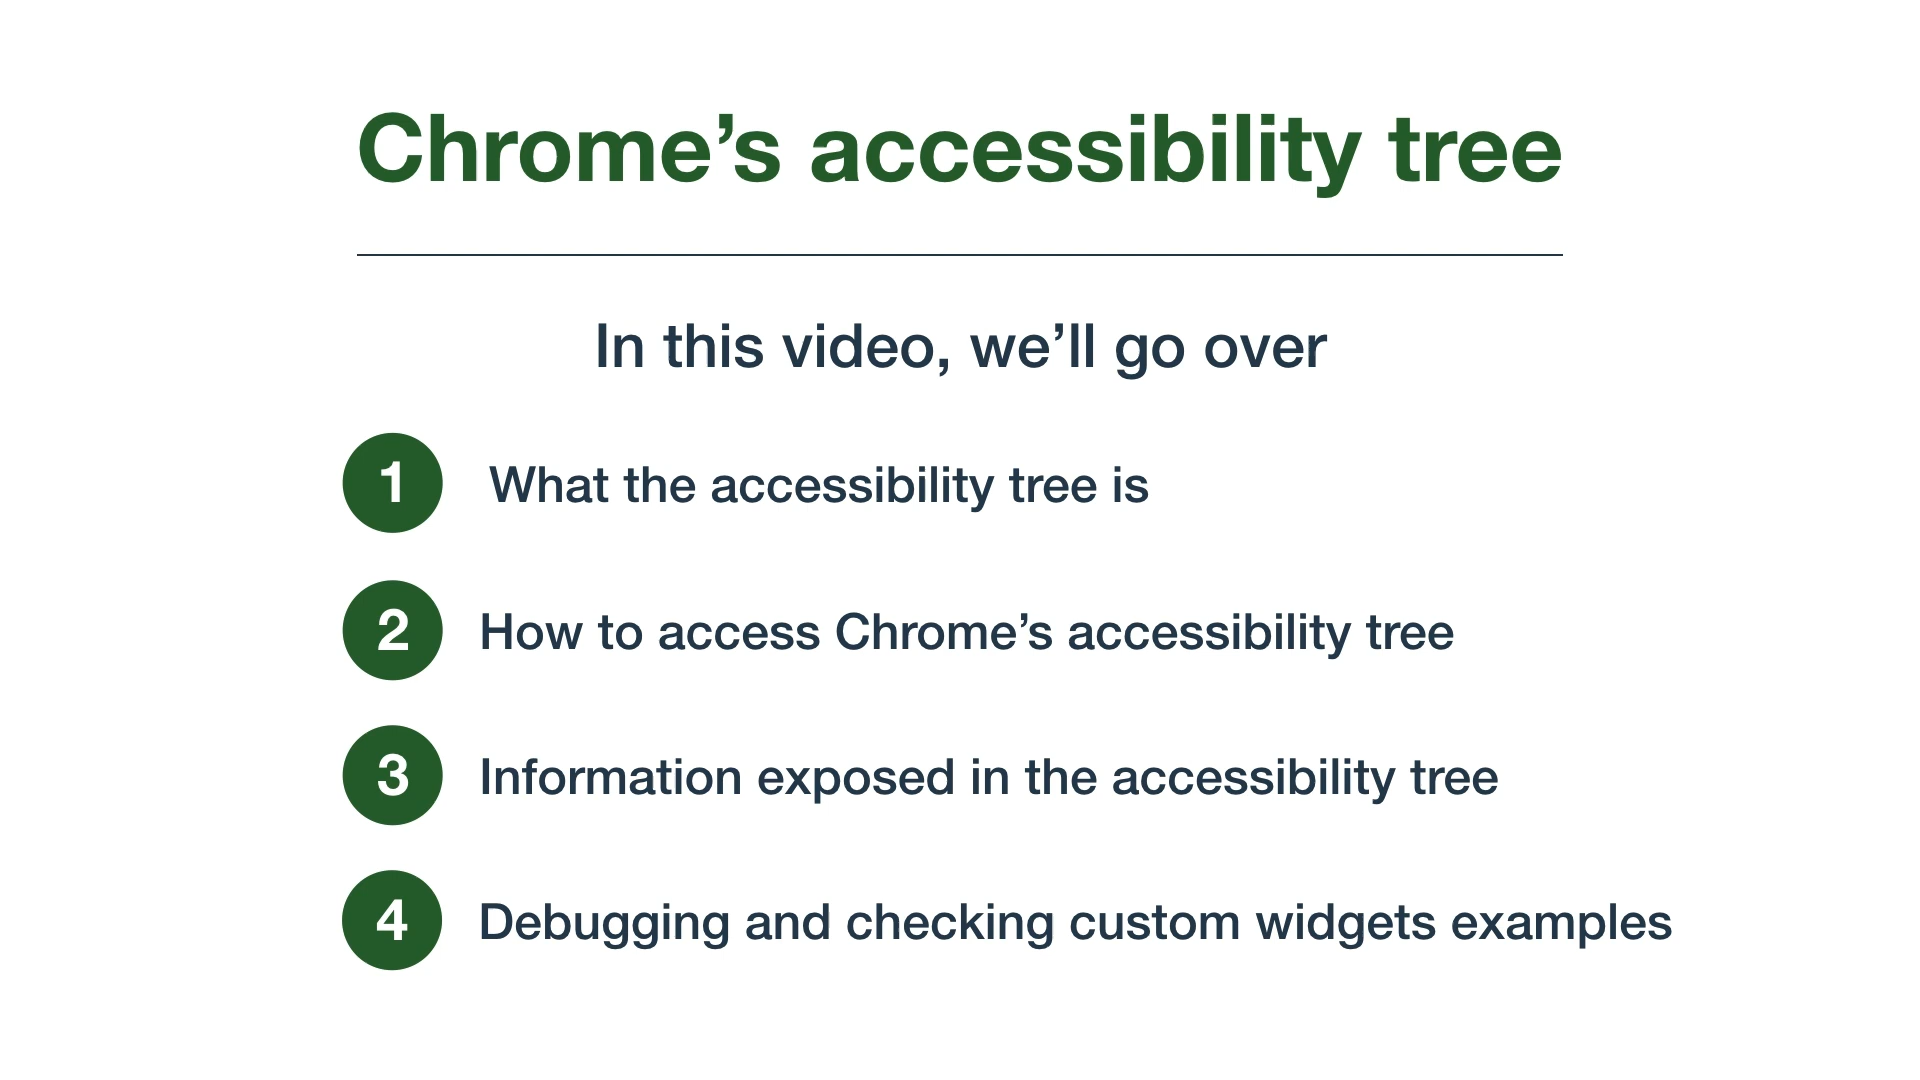 Chrome’s accessibility tree
In this video, we’ll go over
1 What the accessibility tree is
2 How to access Chrome’s accessibility tree
3 Information exposed in the accessibility tree
4 Debugging and checking custom widgets examples